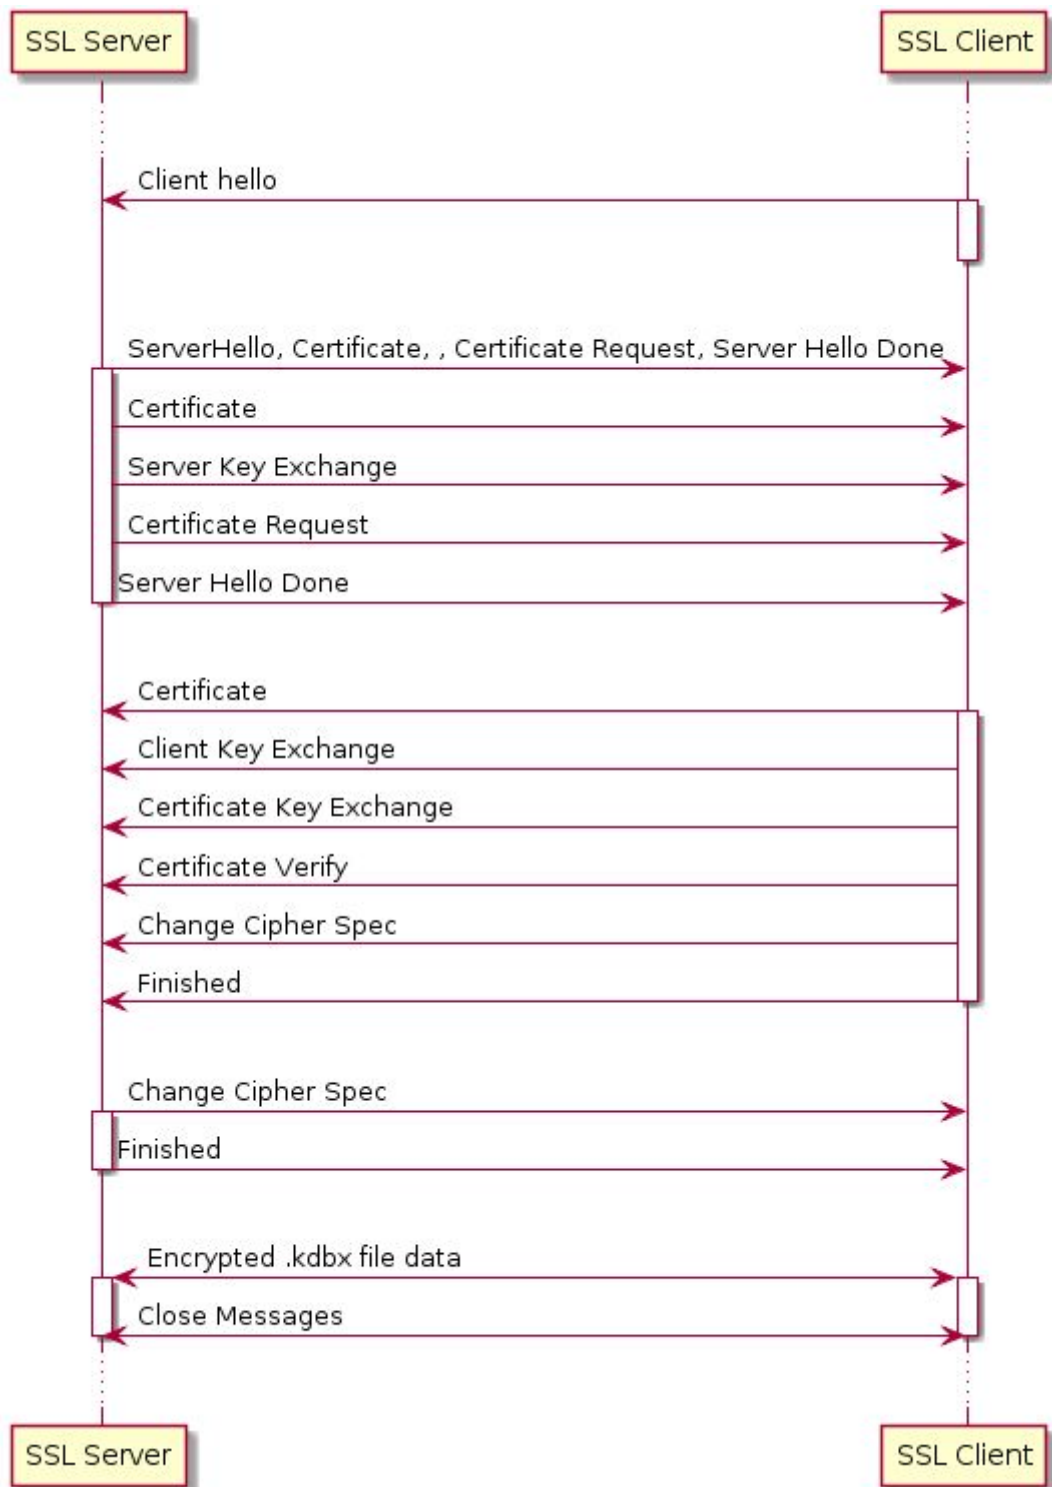 SSL Server
SSL Client
Client hello
ServerHello, Certificate, , Certificate Request, Server Hello Done
Certificate
Server Key Exchange
Certificate Request
Server Hello Done
Certificate
Client Key Exchange
Certificate Key Exchange
Certificate Verify
Change Cipher Spec
Finished
Change Cipher Spec
Finished
Encrypted .kdbx file data
Close Messages
SSL Server
SSL Client